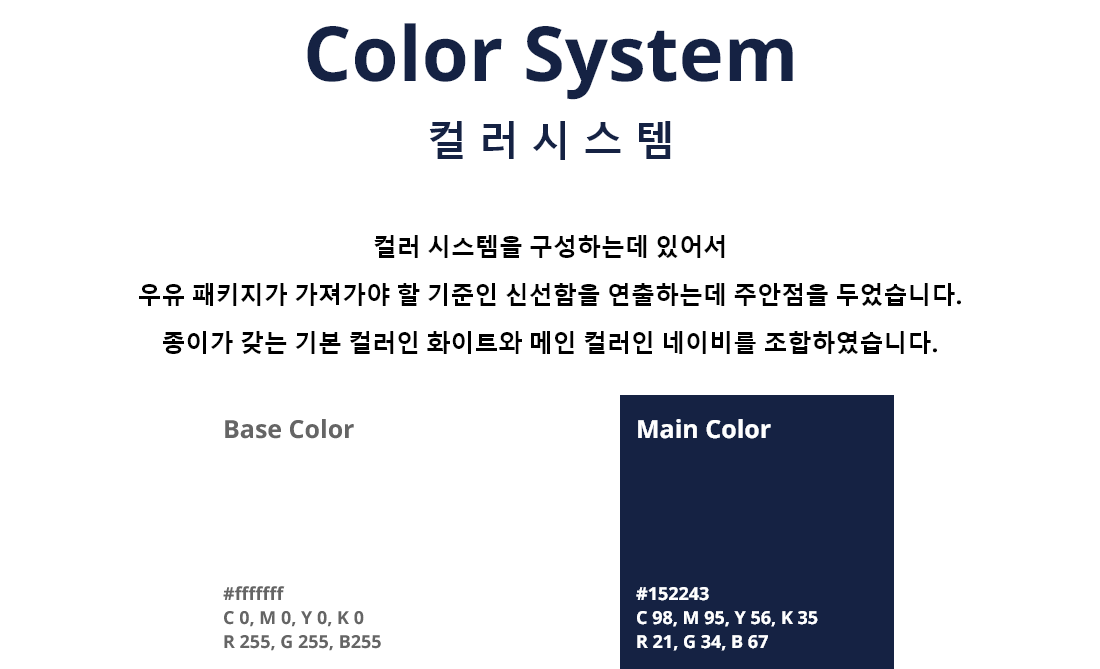 Color System
컬러시스템
컬러 시스템을 구성하는데 있어서
우유 패키지가 가져가야 할 기준인 신선함을 연출하는데 주안점을 두었습니다.
종이가 갖는 기본 컬러인 화이트와 메인 컬러인 네이비를 조합하였습니다.
Base Color
#fffffff
C 0, M 0, Y 0, K 0
R 255, G 255, B255
Main Color
#152243
C 98, M 95, Y 56, K 35
R 21, G 34, B 67